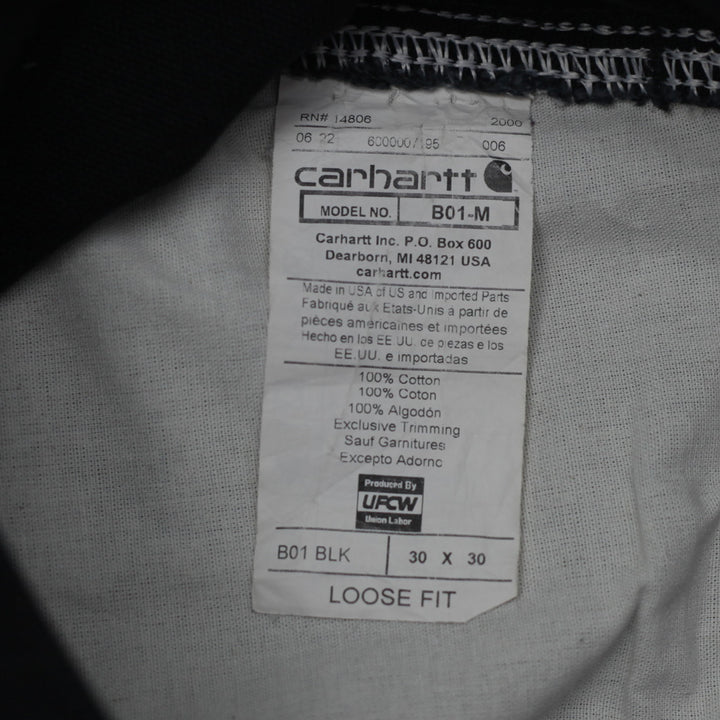 RN# 14806 2000
06 22 6000007195 006
carhartt
MODEL NO. B01-M
Carhartt Inc. P.O. Box 600
Dearborn, MI 48121 USA
carhartt.com
Made in USA of US and Imported Parts
Fabriqué aux Etats-Unis à partir de
pièces américaines et importées
Hecho en los EE.UU. de piezas e los
EE.UU. e importadas
100% Cotton
100% Coton
100% Algodón
Exclusive Trimming
Sauf Garnitures
Excepto Adorno
Produced By
UFCW
Union Labor
B01 BLK 30 X 30
LOOSE FIT